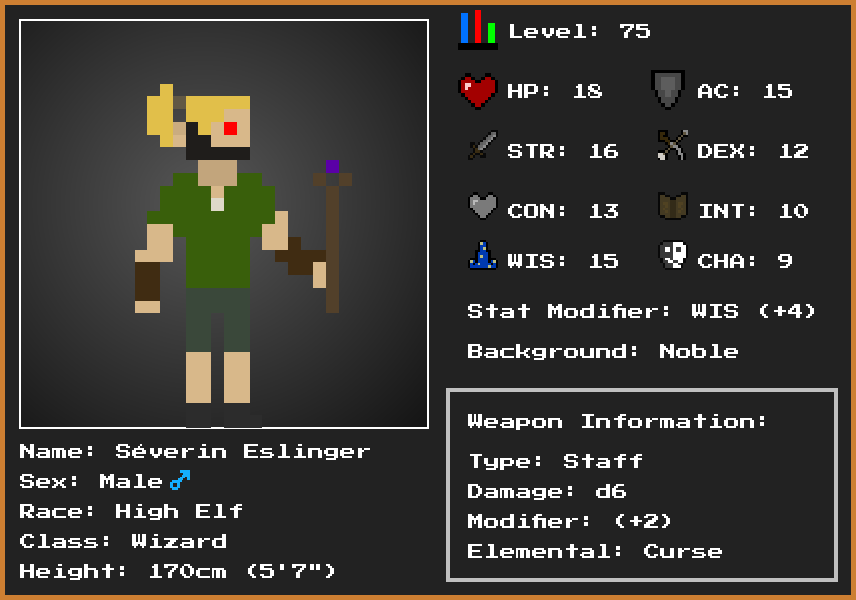 Level: 75
HP: 18 AC: 15
STR: 16 DEX: 12
CON: 13 INT: 10
WIS: 15 CHA: 9
Stat Modifier: WIS (+4)
Background: Noble
Weapon Information:
Type: Staff
Damage: d6
Modifier: (+2)
Elemental: Curse
Name: Séverin Eslinger
Sex: Male ♂
Race: High Elf
Class: Wizard
Height: 170cm (5'7")